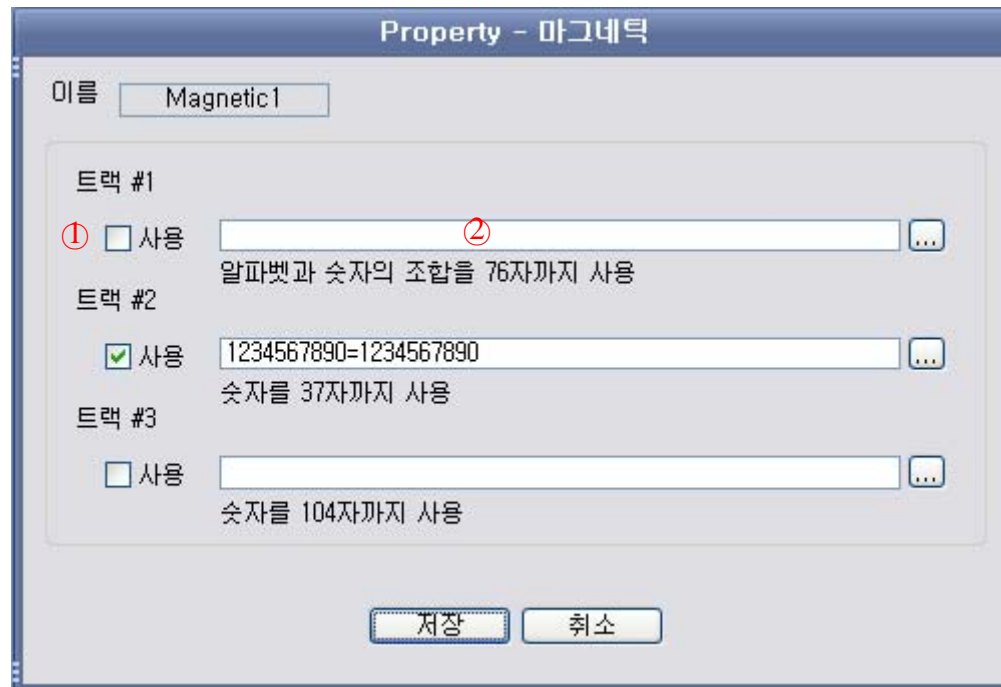 Property - 마그네틱
이름 Magnetic1
트랙 #1
① 사용 ② ...
알파벳과 숫자의 조합을 76자까지 사용
트랙 #2
사용 1234567890=1234567890 ...
숫자를 37자까지 사용
트랙 #3
사용 ...
숫자를 104자까지 사용
저장 취소